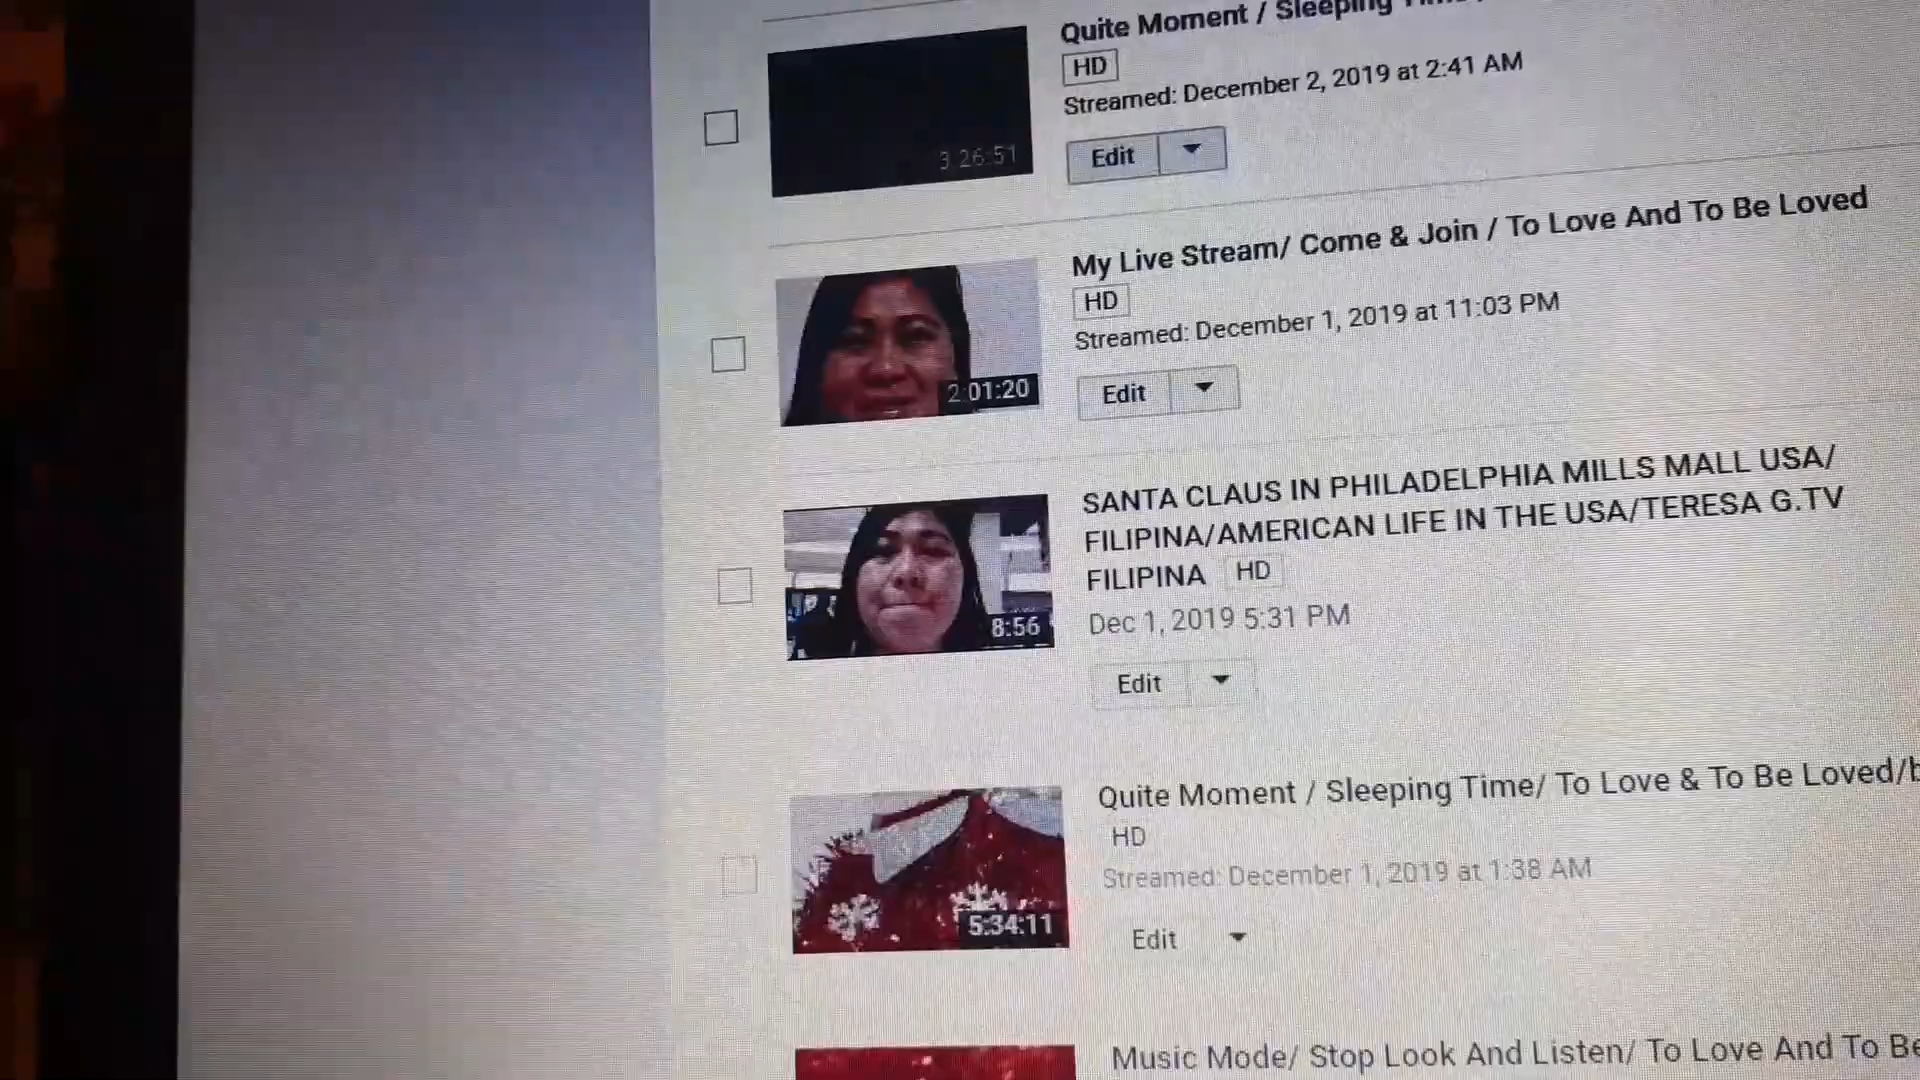 Quite Moment / Sleeping
HD
Streamed: December 2, 2019 at 2:41 AM
3:26:51
Edit
My Live Stream/ Come & Join / To Love And To Be Loved
HD
Streamed: December 1, 2019 at 11:03 PM
2:01:20
Edit
SANTA CLAUS IN PHILADELPHIA MILLS MALL USA/
FILIPINA/AMERICAN LIFE IN THE USA/TERESA G.TV
FILIPINA HD
Dec 1, 2019 5:31 PM
8:56
Edit
Quite Moment / Sleeping Time/ To Love & To Be Loved/
HD
Streamed: December 1, 2019 at 1:38 AM
5:34:11
Edit
Music Mode/ Stop Look And Listen/ To Love And To Be